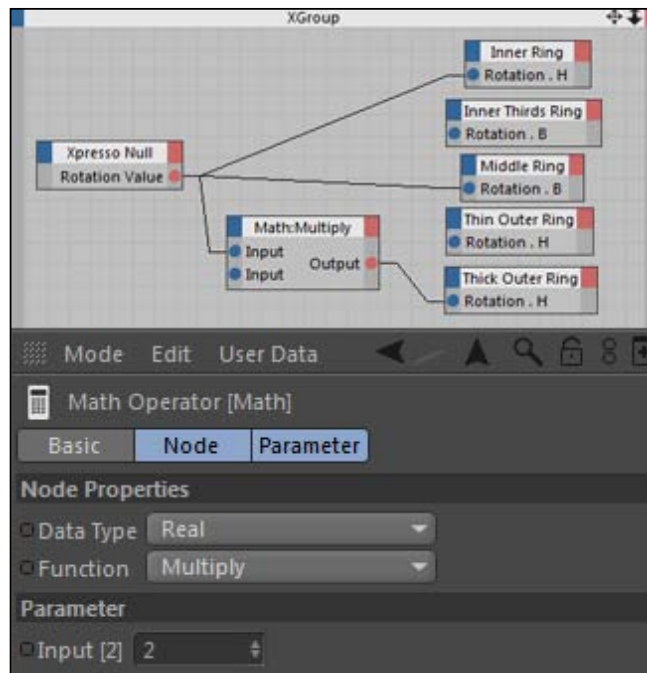 XGroup
Inner Ring
Rotation . H
Inner Thirds Ring
Rotation . B
Xpresso Null
Rotation Value
Middle Ring
Rotation . B
Math:Multiply
Input
Input
Output
Thin Outer Ring
Rotation . H
Thick Outer Ring
Rotation . H
Mode Edit User Data
Math Operator [Math]
Basic Node Parameter
Node Properties
Data Type Real
Function Multiply
Parameter
Input [2] 2